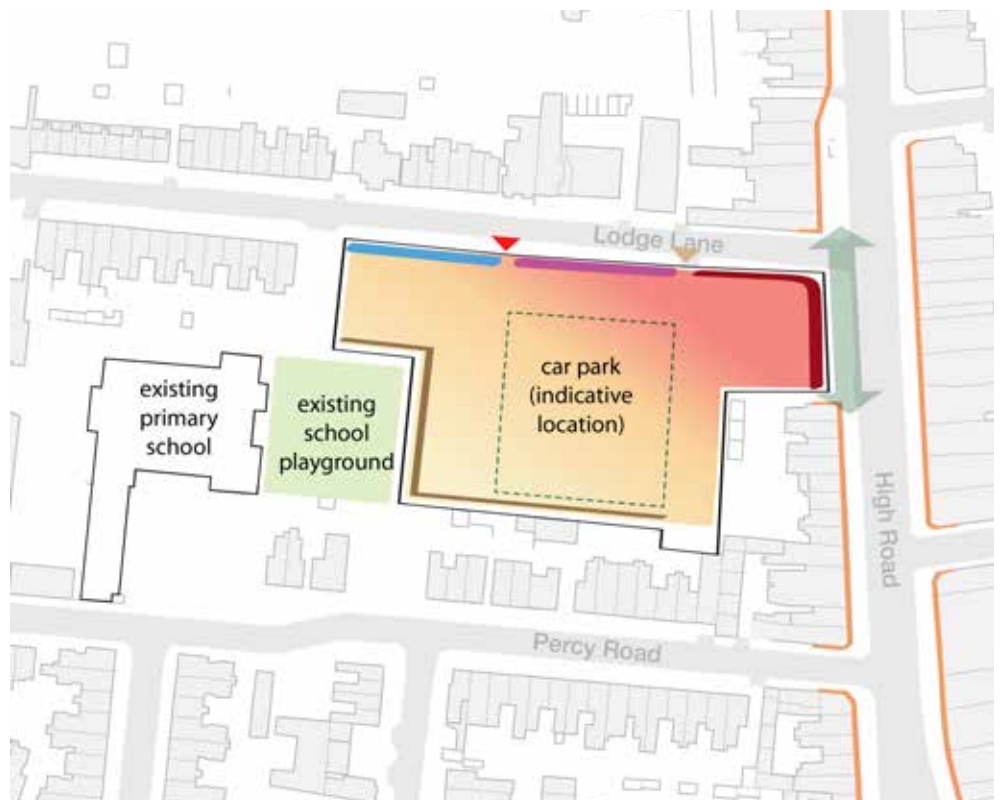 Lodge Lane
car park
(indicative
location)
existing
primary
school
existing
school
playground
High Road
Percy Road